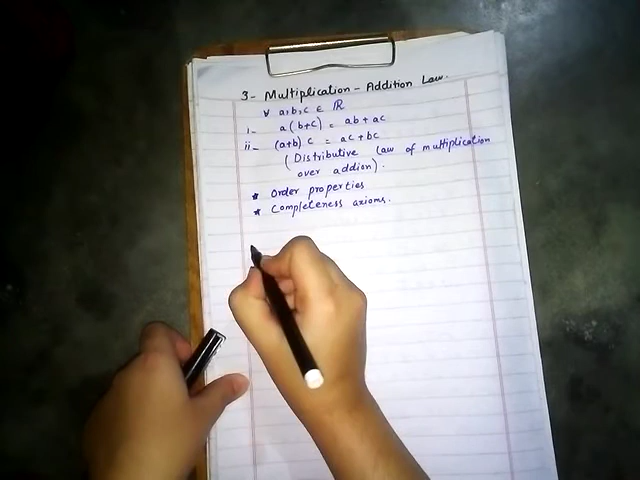 3- Multiplication - Addition Law.
∀ a,b,c ∈ ℝ
i- a(b+c) = ab + ac
ii- (a+b) c = ac + bc
(Distributive Law of multiplication
over addion).
* Order properties
* Completeness axioms.